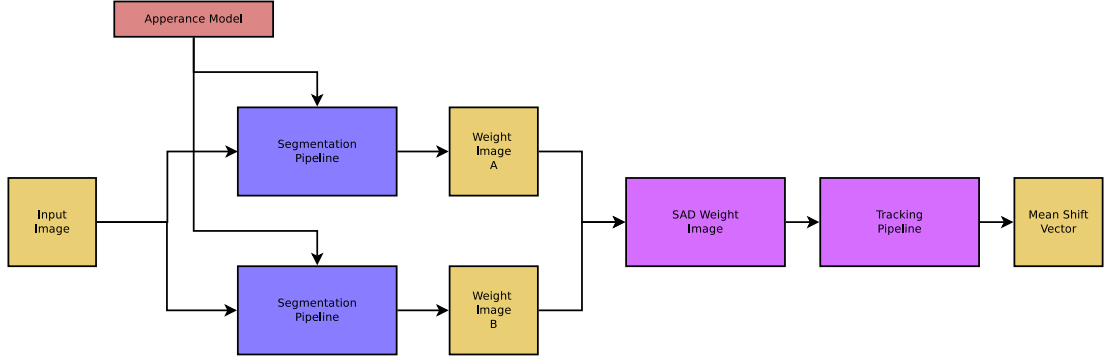 Apperance Model
Segmentation
Pipeline
Weight
Image
A
Input
Image
SAD Weight
Image
Tracking
Pipeline
Mean Shift
Vector
Segmentation
Pipeline
Weight
Image
B